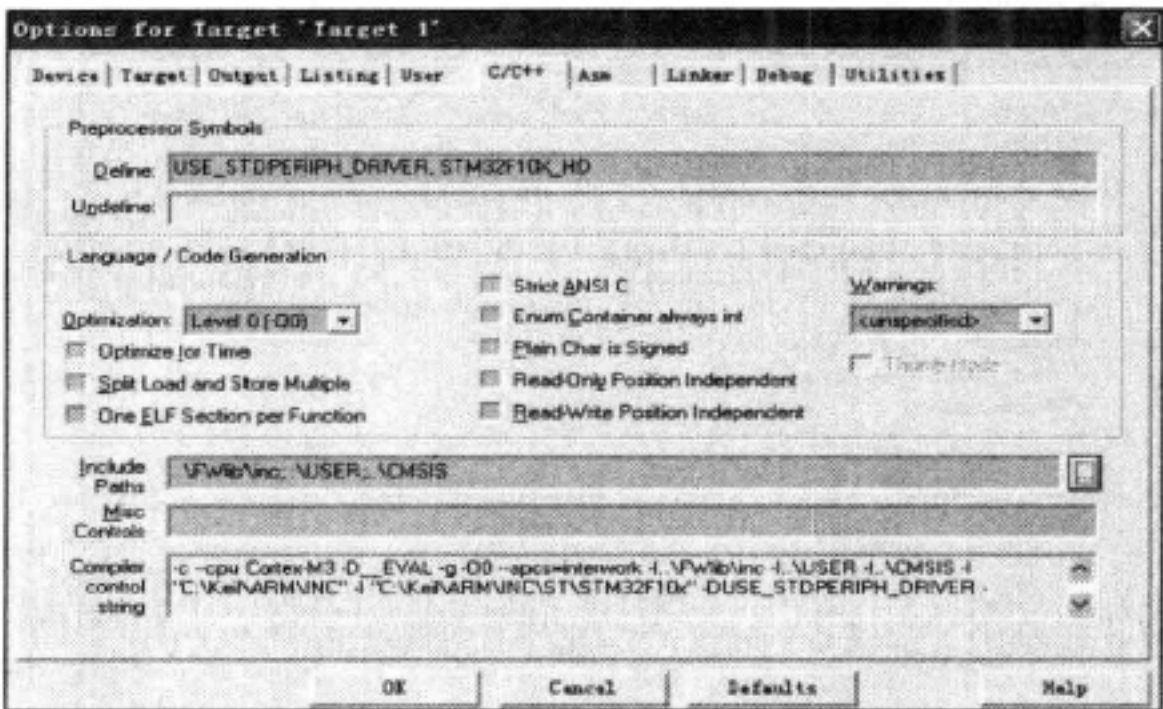 Options for Target 'Target 1'
Device Target Output Listing User C/C++ Asm Linker Debug Utilities
Preprocessor Symbols
Define: USE_STDPERIPH_DRIVER, STM32F10X_HD
Undefine:
Language / Code Generation
Strict ANSI C
Warnings:
Optimization: Level 0 (-O0)
Enum Container always int
<unspecified>
Optimize for Time
Plain Char is Signed
Thumb Mode
Split Load and Store Multiple
Read-Only Position Independent
One ELF Section per Function
Read-Write Position Independent
Include Paths
\FWlib\inc;..\USER;..\CMSIS
Misc Controls
Compiler control string
-c --cpu Cortex-M3 -D__EVAL -g -O0 --apcs=interwork -I..\FWlib\inc -I..\USER -I..\CMSIS -I
"C:\Keil\ARM\INC" -I "C:\Keil\ARM\INC\ST\STM32F10x" -DUSE_STDPERIPH_DRIVER -
OK Cancel Defaults Help